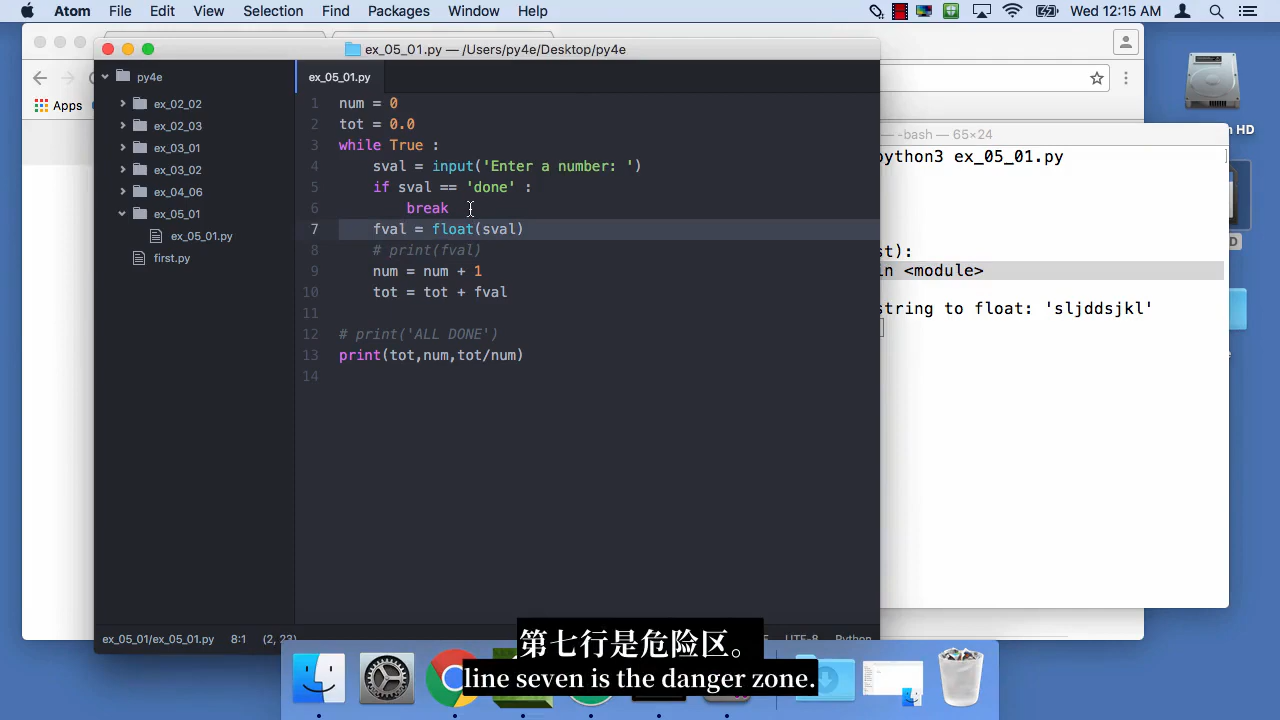 Atom File Edit View Selection Find Packages Window Help Wed 12:15 AM
ex_05_01.py — /Users/py4e/Desktop/py4e
Apps
py4e
ex_02_02
ex_02_03
ex_03_01
ex_03_02
ex_04_06
ex_05_01
ex_05_01.py
first.py
ex_05_01.py
1 num = 0
2 tot = 0.0
3 while True :
4 sval = input('Enter a number: ')
5 if sval == 'done' :
6 break
7 fval = float(sval)
8 # print(fval)
9 num = num + 1
10 tot = tot + fval
11
12 # print('ALL DONE')
13 print(tot,num,tot/num)
14
-bash — 65×24
python3 ex_05_01.py
st):
in <module>
string to float: 'sljddsjkl'
HD
D
ex_05_01/ex_05_01.py 8:1 (2, 23) UTF-8 Python
第七行是危险区。
line seven is the danger zone.